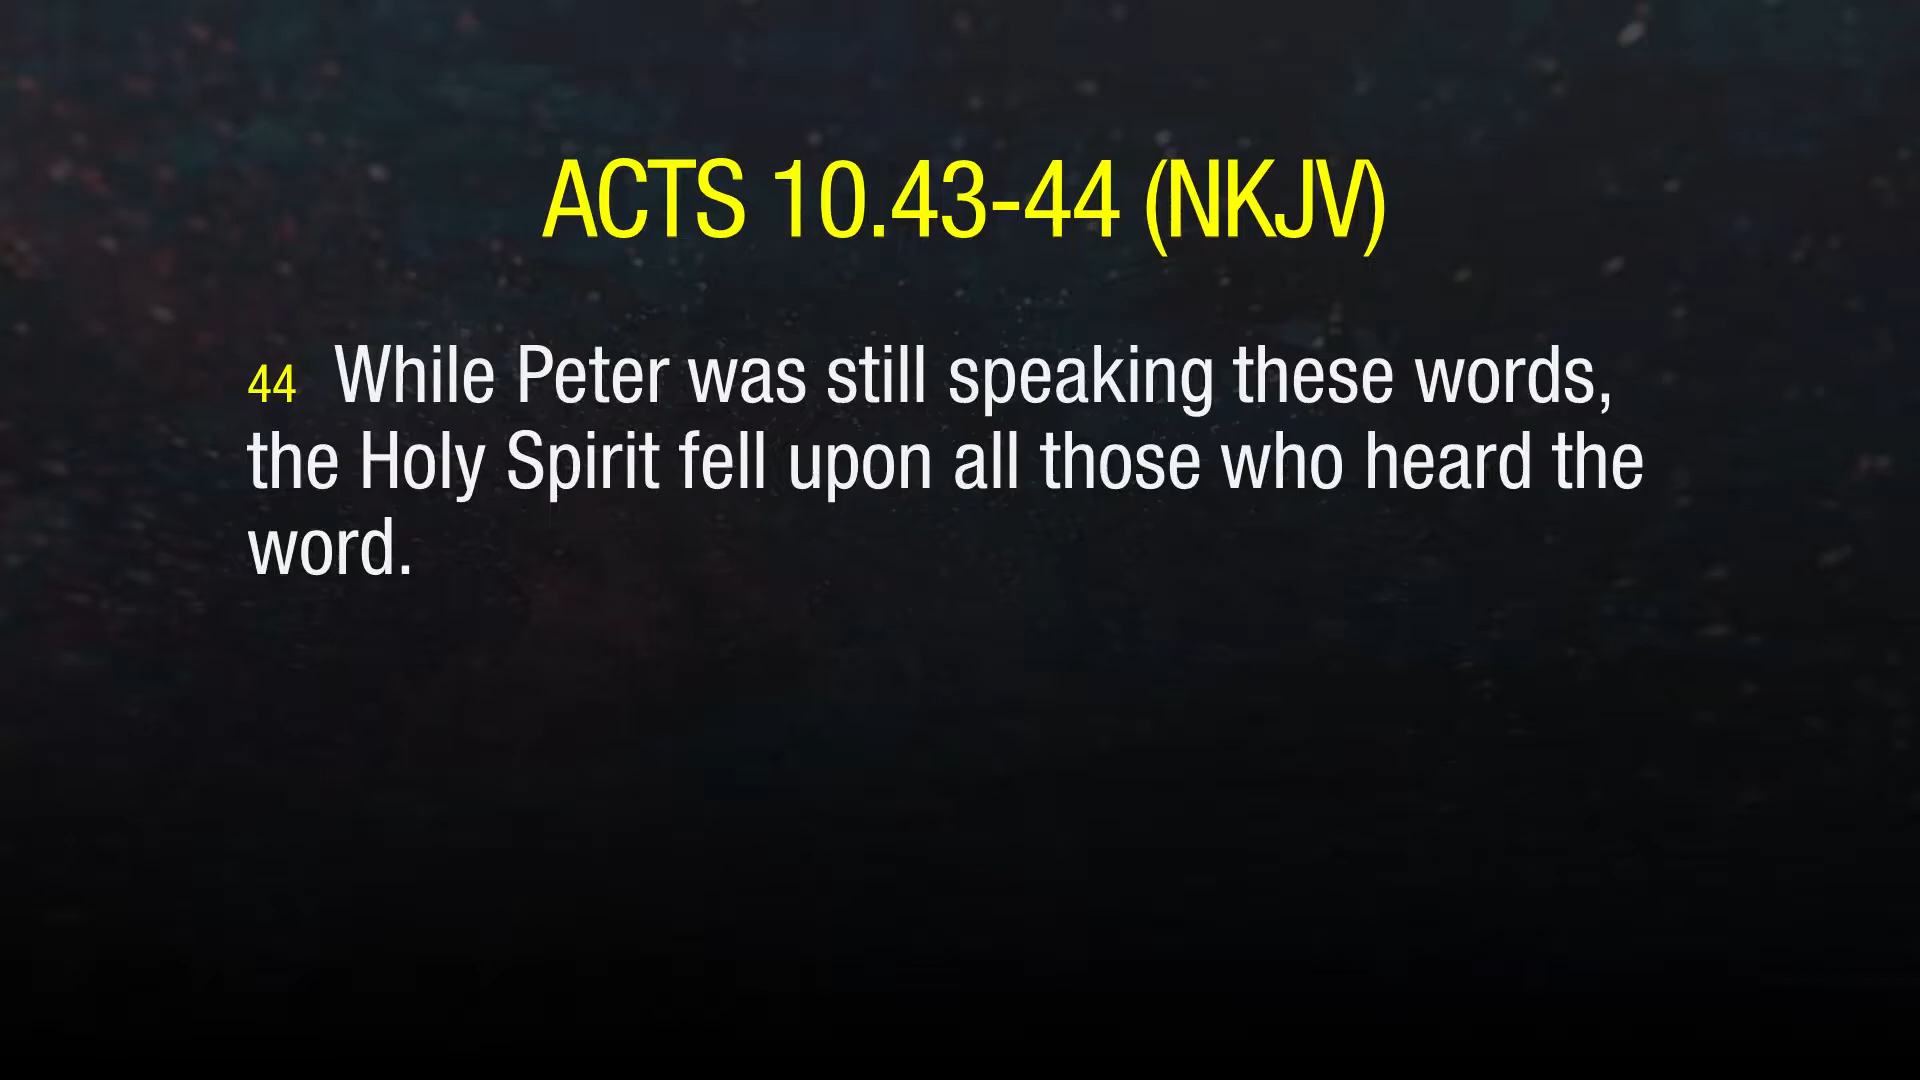 ACTS 10.43-44 (NKJV)
44 While Peter was still speaking these words,
the Holy Spirit fell upon all those who heard the
word.